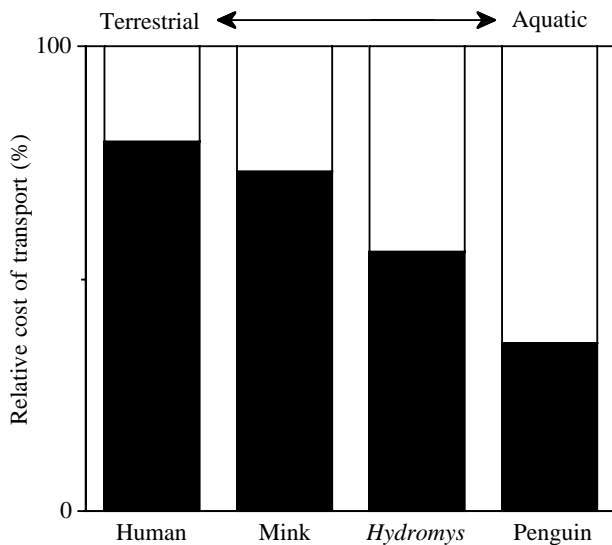 Terrestrial Aquatic
100
Relative cost of transport (%)
0
Human Mink Hydromys Penguin